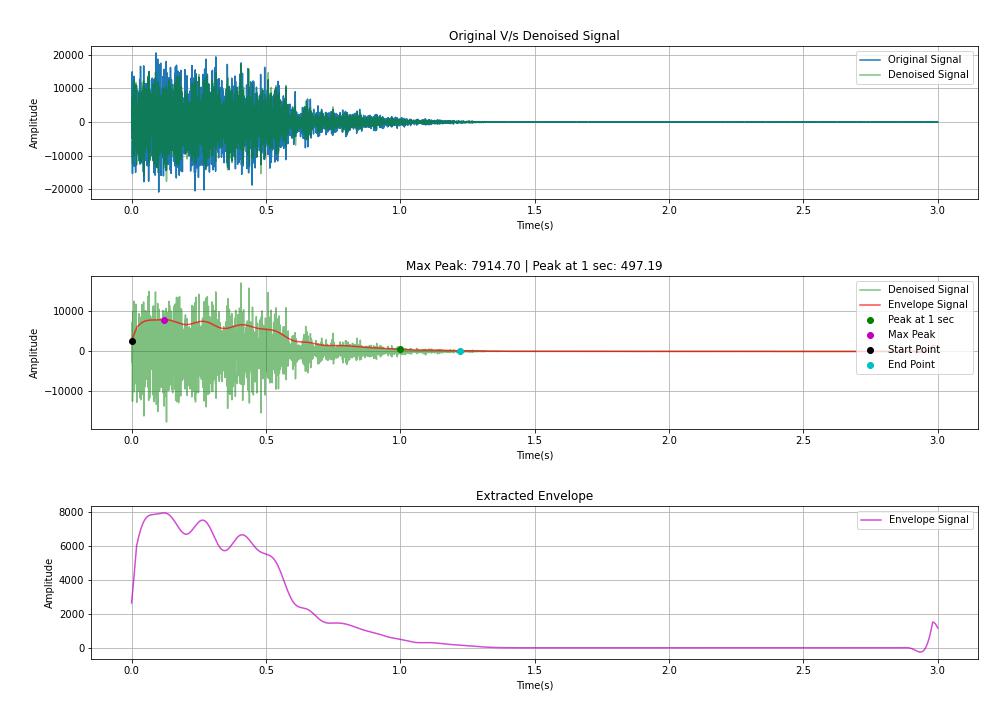 Original V/s Denoised Signal
20000
10000
0
−10000
−20000
Amplitude
Original Signal
Denoised Signal
0.0 0.5 1.0 1.5 2.0 2.5 3.0
Time(s)
Max Peak: 7914.70 | Peak at 1 sec: 497.19
10000
0
−10000
Amplitude
Denoised Signal
Envelope Signal
Peak at 1 sec
Max Peak
Start Point
End Point
0.0 0.5 1.0 1.5 2.0 2.5 3.0
Time(s)
Extracted Envelope
8000
6000
4000
2000
0
Amplitude
Envelope Signal
0.0 0.5 1.0 1.5 2.0 2.5 3.0
Time(s)